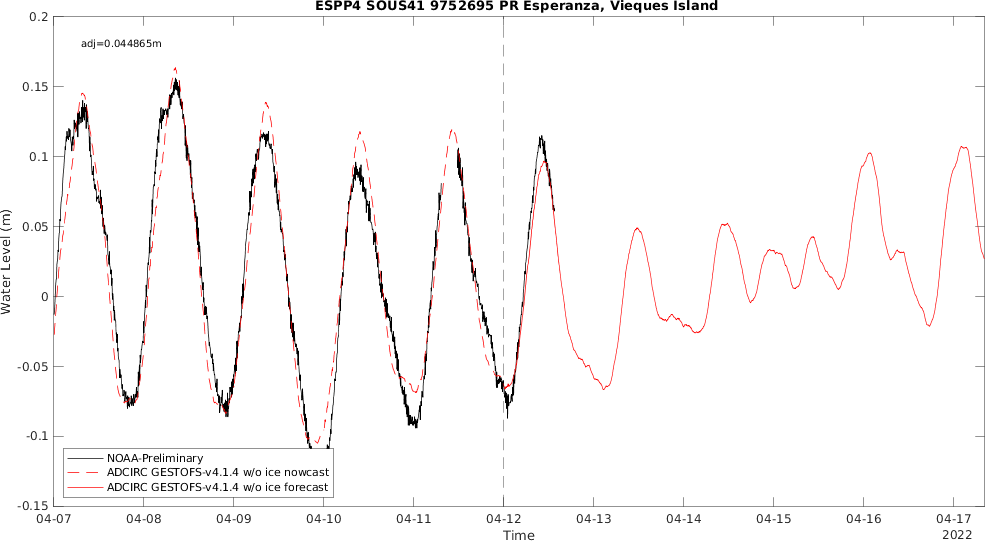 ESPP4 SOUS41 9752695 PR Esperanza, Vieques Island
adj=0.044865m
0.2
0.15
0.1
0.05
0
-0.05
-0.1
-0.15
Water Level (m)
NOAA-Preliminary
ADCIRC GESTOFS-v4.1.4 w/o ice nowcast
ADCIRC GESTOFS-v4.1.4 w/o ice forecast
04-07 04-08 04-09 04-10 04-11 04-12 04-13 04-14 04-15 04-16 04-17
Time
2022